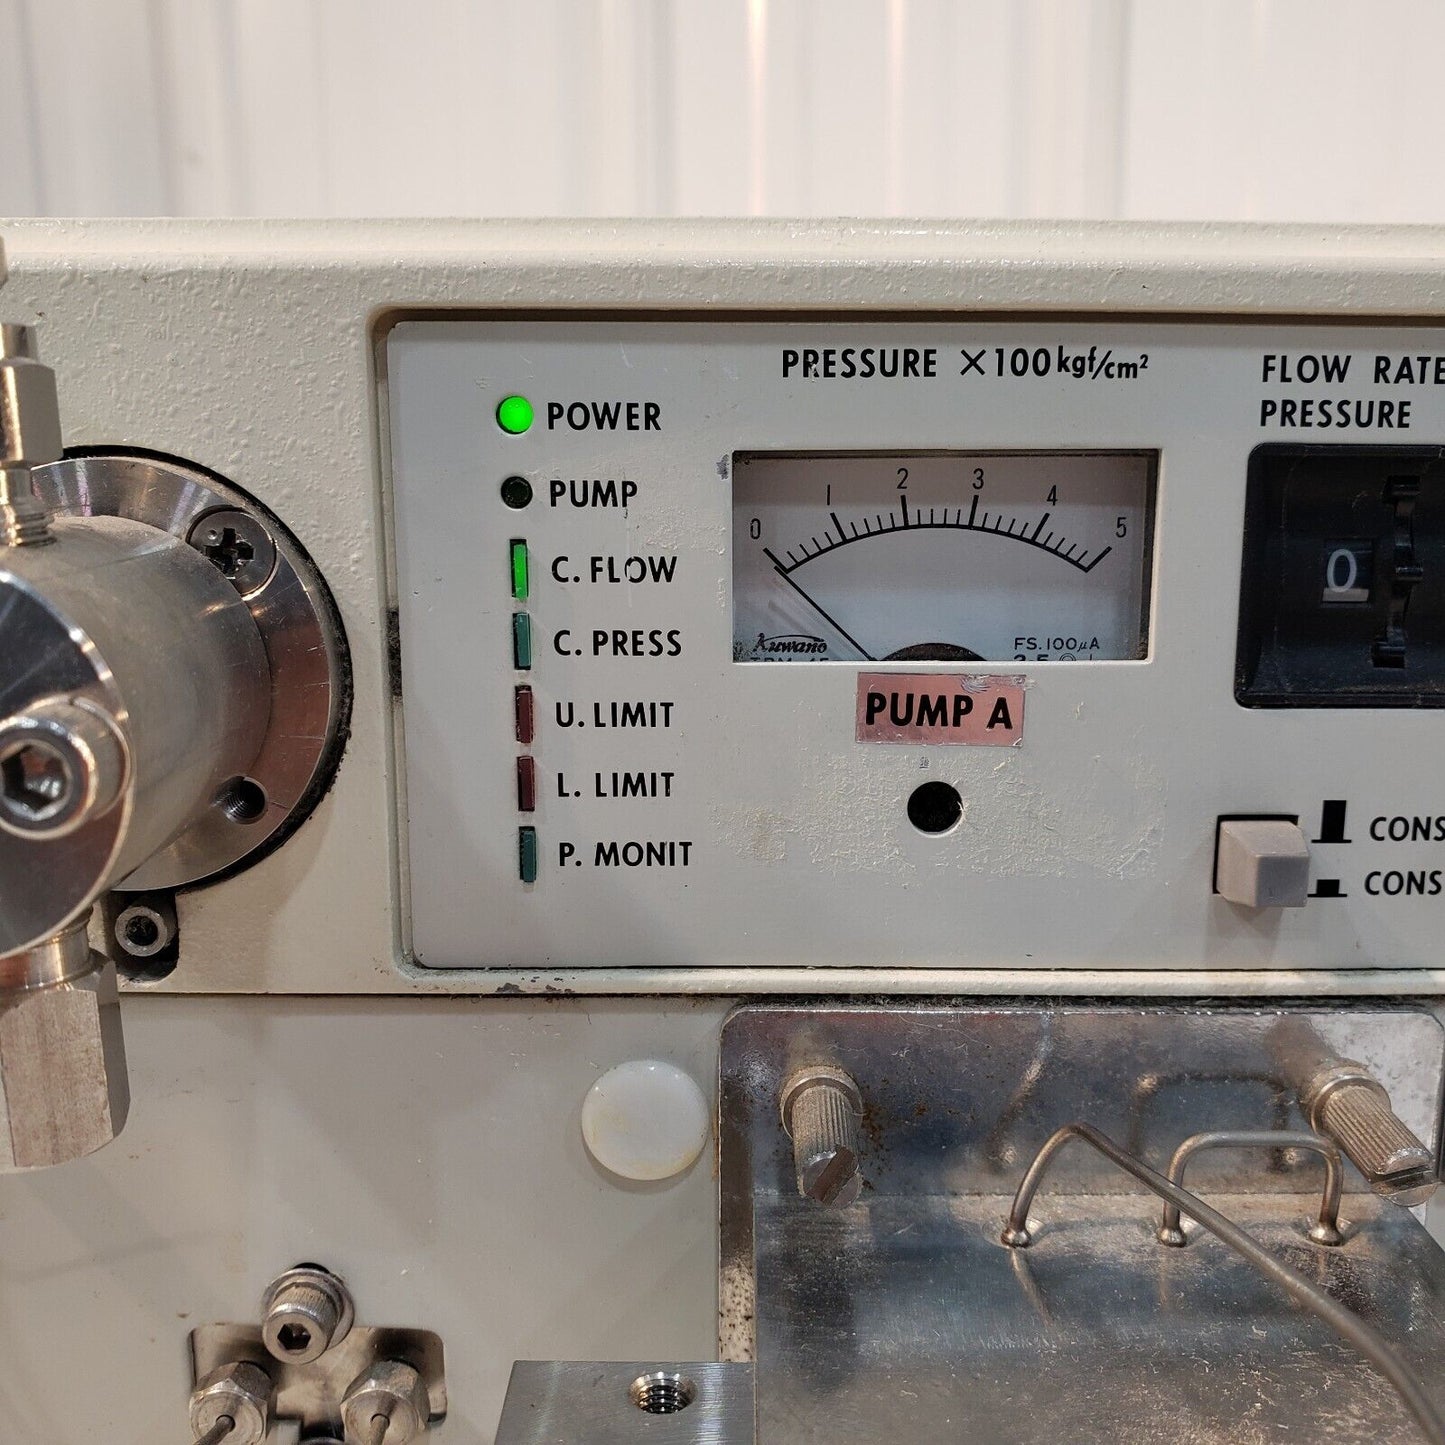 PRESSURE ×100kgf/cm²
FLOW RATE
PRESSURE
POWER
PUMP
C. FLOW
C. PRESS
U. LIMIT
L. LIMIT
P. MONIT
0 1 2 3 4 5
Kuwano
FS.100μA
PUMP A
0
CONS
CONS